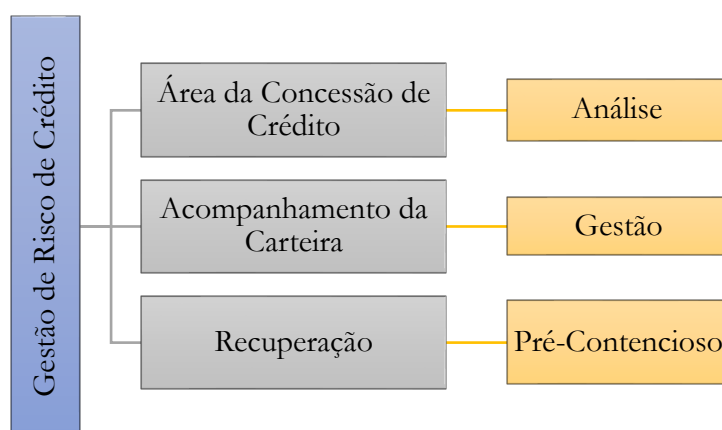 Gestão de Risco de Crédito
Área da Concessão de
Crédito
Análise
Acompanhamento da
Carteira
Gestão
Recuperação
Pré-Contencioso